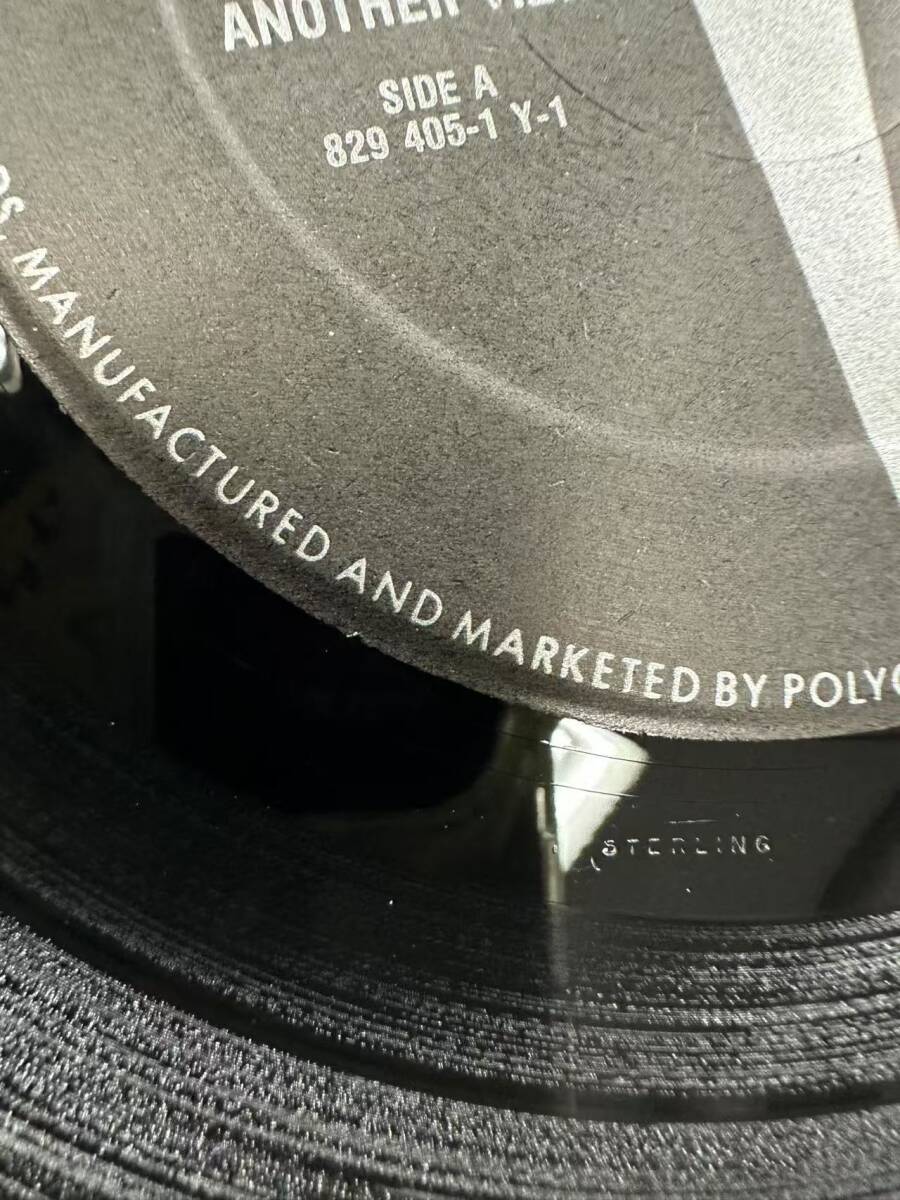 ANOTHER
SIDE A
829 405-1 Y-1
MANUFACTURED AND MARKETED BY
STERLING